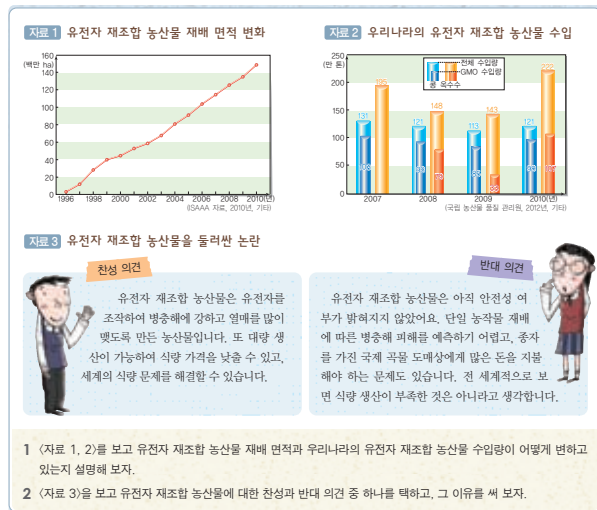 자료 1 유전자 재조합 농산물 재배 면적 변화
160
(백만 ha)
140
120
100
80
60
40
20
0
1996 1998 2000 2002 2004 2006 2008 2010(년)
(ISAAA 자료, 2010년, 기타)
자료 2 우리나라의 유전자 재조합 농산물 수입
250
(만 톤)
200
150
100
50
0
전체 수입량
GMO 수입량
콩 옥수수
131 195
121 148
113 143
121
2007 2008 2009 2010(년)
(국립 농산물 품질 관리원, 2012년, 기타)
자료 3 유전자 재조합 농산물을 둘러싼 논란
찬성 의견
유전자 재조합 농산물은 유전자를
조작하여 병충해에 강하고 열매를 많이
맺도록 만든 농산물입니다. 또 대량 생
산이 가능하여 식량 가격을 낮출 수 있고,
세계의 식량 문제를 해결할 수 있습니다.
반대 의견
유전자 재조합 농산물은 아직 안전성 여
부가 밝혀지지 않았어요. 단일 농작물 재배
에 따른 병충해 피해를 예측하기 어렵고, 종자
를 가진 국제 곡물 도매상에게 많은 돈을 지불
해야 하는 문제도 있습니다. 전 세계적으로 보
면 식량 생산이 부족한 것은 아니라고 생각합니다.
1 〈자료 1, 2〉를 보고 유전자 재조합 농산물 재배 면적과 우리나라의 유전자 재조합 농산물 수입량이 어떻게 변하고
있는지 설명해 보자.
2 〈자료 3〉을 보고 유전자 재조합 농산물에 대한 찬성과 반대 의견 중 하나를 택하고, 그 이유를 써 보자.